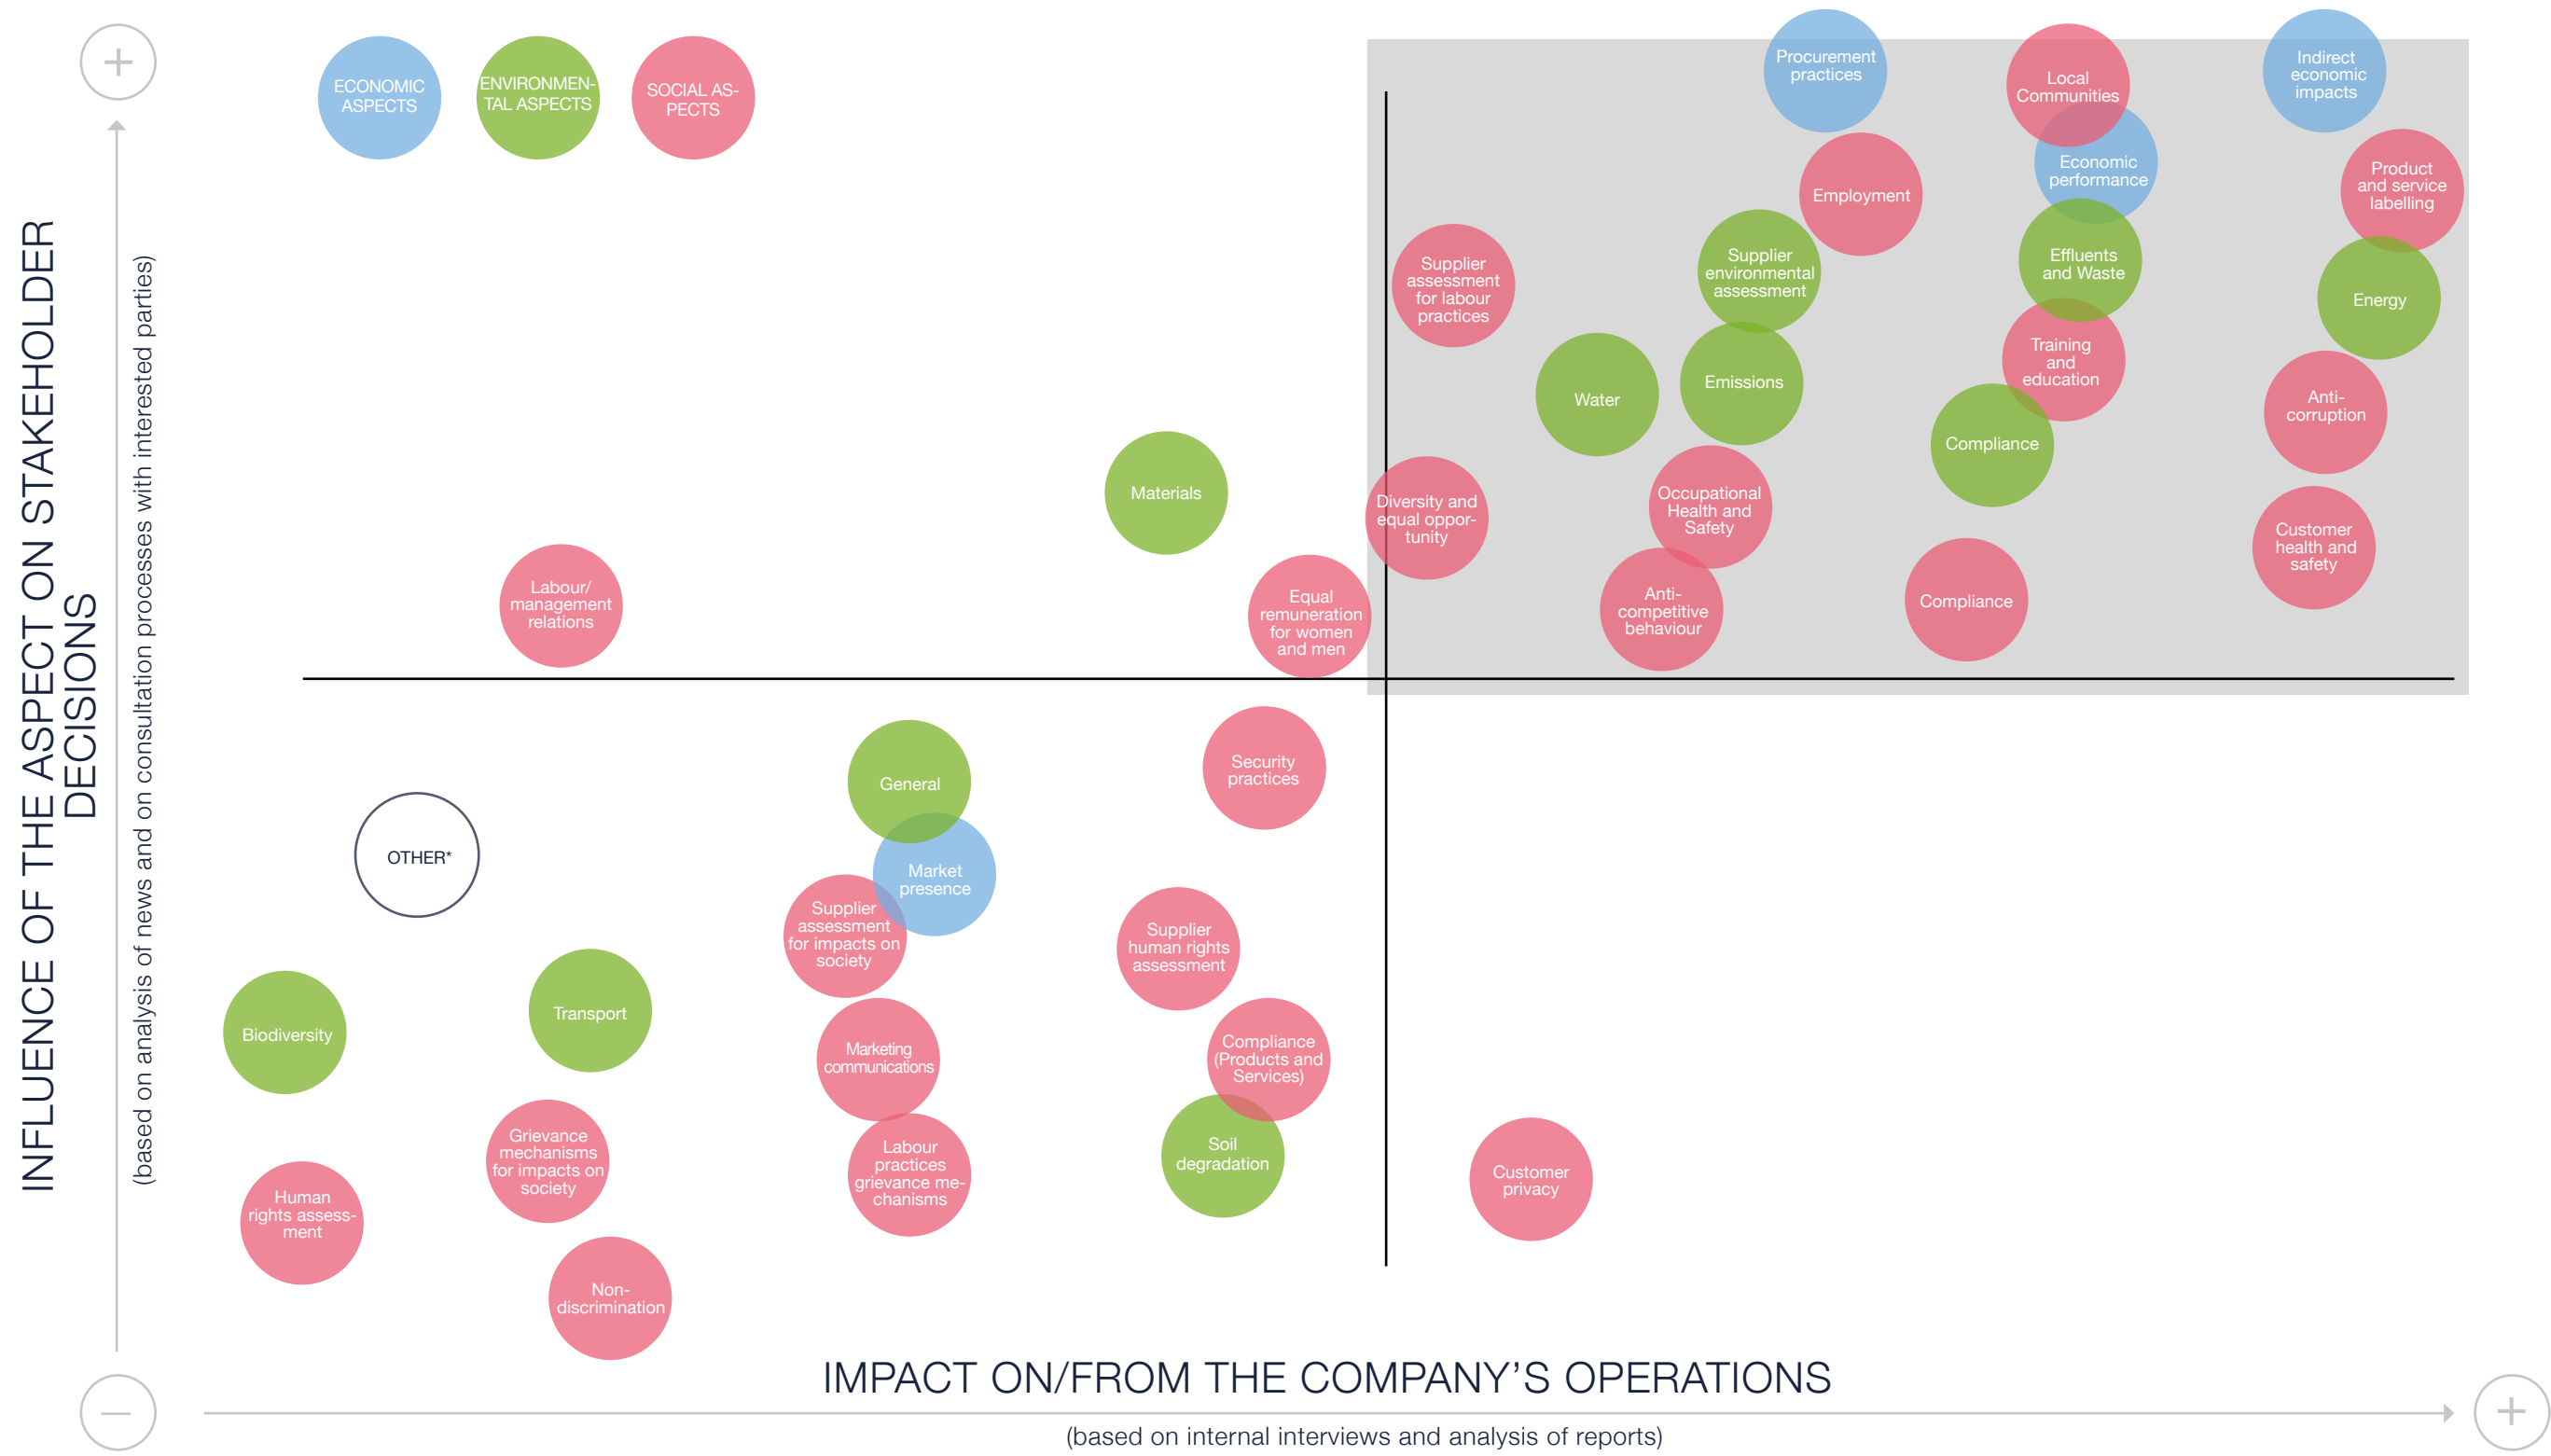 +
ECONOMIC
ASPECTS
ENVIRONMEN-
TAL ASPECTS
SOCIAL AS-
PECTS
Procurement
practices
Local
Communities
Indirect
economic
impacts
Economic
performance
Product
and service
labelling
Employment
Supplier
assessment
for labour
practices
Supplier
environmental
assessment
Effluents
and Waste
Energy
Water
Emissions
Training
and
education
Anti-
corruption
Compliance
Materials
Diversity and
equal oppor-
tunity
Occupational
Health and
Safety
Customer
health and
safety
Labour/
management
relations
Equal
remuneration
for women
and men
Anti-
competitive
behaviour
Compliance
INFLUENCE OF THE ASPECT ON STAKEHOLDER
DECISIONS
(based on analysis of news and on consultation processes with interested parties)
General
Security
practices
OTHER*
Market
presence
Supplier
assessment
for impacts on
society
Supplier
human rights
assessment
Biodiversity
Transport
Marketing
communications
Compliance
(Products and
Services)
Grievance
mechanisms
for impacts on
society
Labour
practices
grievance me-
chanisms
Soil
degradation
Customer
privacy
Human
rights assess-
ment
Non-
discrimination
IMPACT ON/FROM THE COMPANY’S OPERATIONS
–
+
(based on internal interviews and analysis of reports)